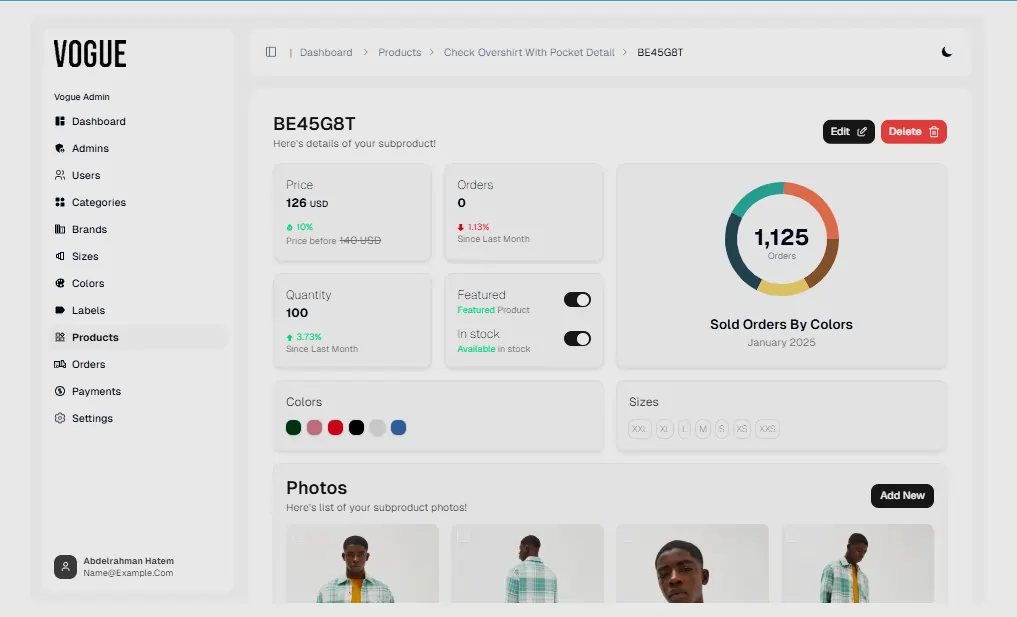 VOGUE
Vogue Admin
Dashboard
Admins
Users
Categories
Brands
Sizes
Colors
Labels
Products
Orders
Payments
Settings
Abdelrahman Hatem
Name@Example.Com
| Dashboard > Products > Check Overshirt With Pocket Detail > BE45G8T
BE45G8T
Here's details of your subproduct!
Edit
Delete
Price
126 USD
10%
Price before 140 USD
Orders
0
1.13%
Since Last Month
Quantity
100
3.73%
Since Last Month
Featured
Featured Product
In stock
Available in stock
1,125
Orders
Sold Orders By Colors
January 2025
Colors
Sizes
XXL XL L M S XS XXS
Photos
Here's list of your subproduct photos!
Add New